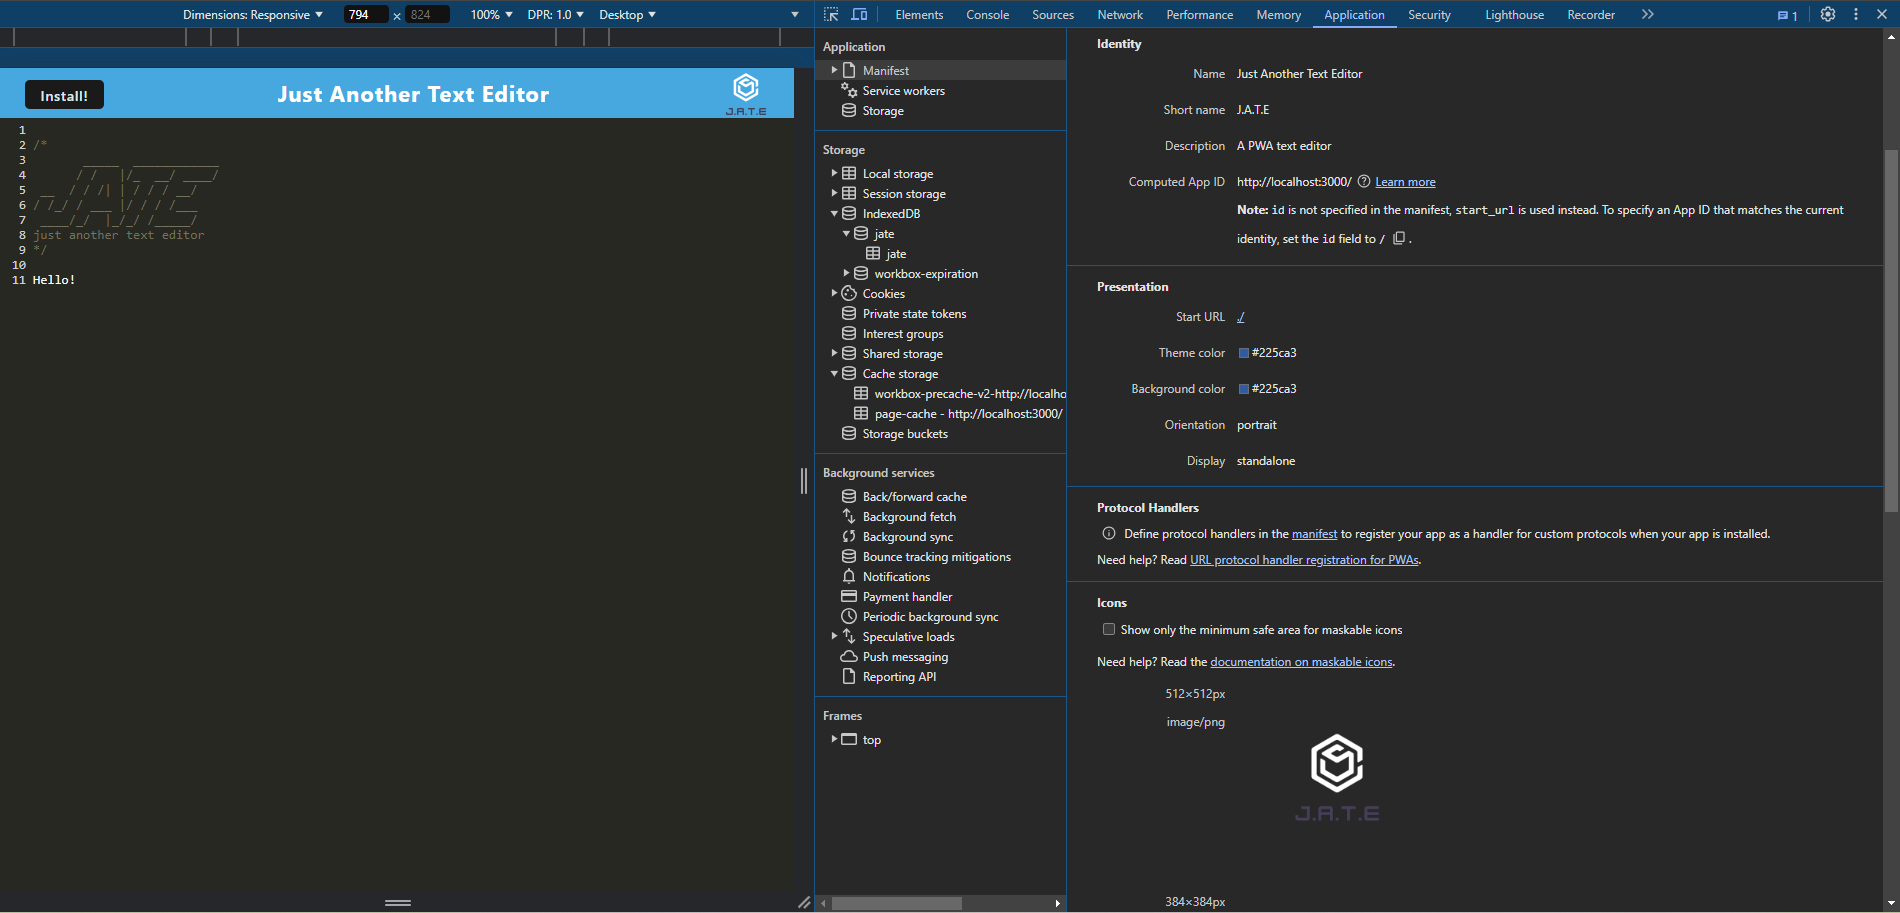 Dimensions: Responsive
794 × 824
100%
DPR: 1.0
Desktop
Install!
Just Another Text Editor
J.A.T.E
1
2 /*
3
4
5
6
7
8 just another text editor
9 */
10
11 Hello!
Elements
Console
Sources
Network
Performance
Memory
Application
Security
Lighthouse
Recorder
1
Application
Manifest
Service workers
Storage
Storage
Local storage
Session storage
IndexedDB
jate
jate
workbox-expiration
Cookies
Private state tokens
Interest groups
Shared storage
Cache storage
workbox-precache-v2-http://localho
page-cache - http://localhost:3000/
Storage buckets
Background services
Back/forward cache
Background fetch
Background sync
Bounce tracking mitigations
Notifications
Payment handler
Periodic background sync
Speculative loads
Push messaging
Reporting API
Frames
top
Identity
Name Just Another Text Editor
Short name J.A.T.E
Description A PWA text editor
Computed App ID http://localhost:3000/ Learn more
Note: id is not specified in the manifest, start_url is used instead. To specify an App ID that matches the current
identity, set the id field to / .
Presentation
Start URL ./
Theme color #225ca3
Background color #225ca3
Orientation portrait
Display standalone
Protocol Handlers
Define protocol handlers in the manifest to register your app as a handler for custom protocols when your app is installed.
Need help? Read URL protocol handler registration for PWAs.
Icons
Show only the minimum safe area for maskable icons
Need help? Read the documentation on maskable icons.
512×512px
image/png
J.A.T.E
384×384px